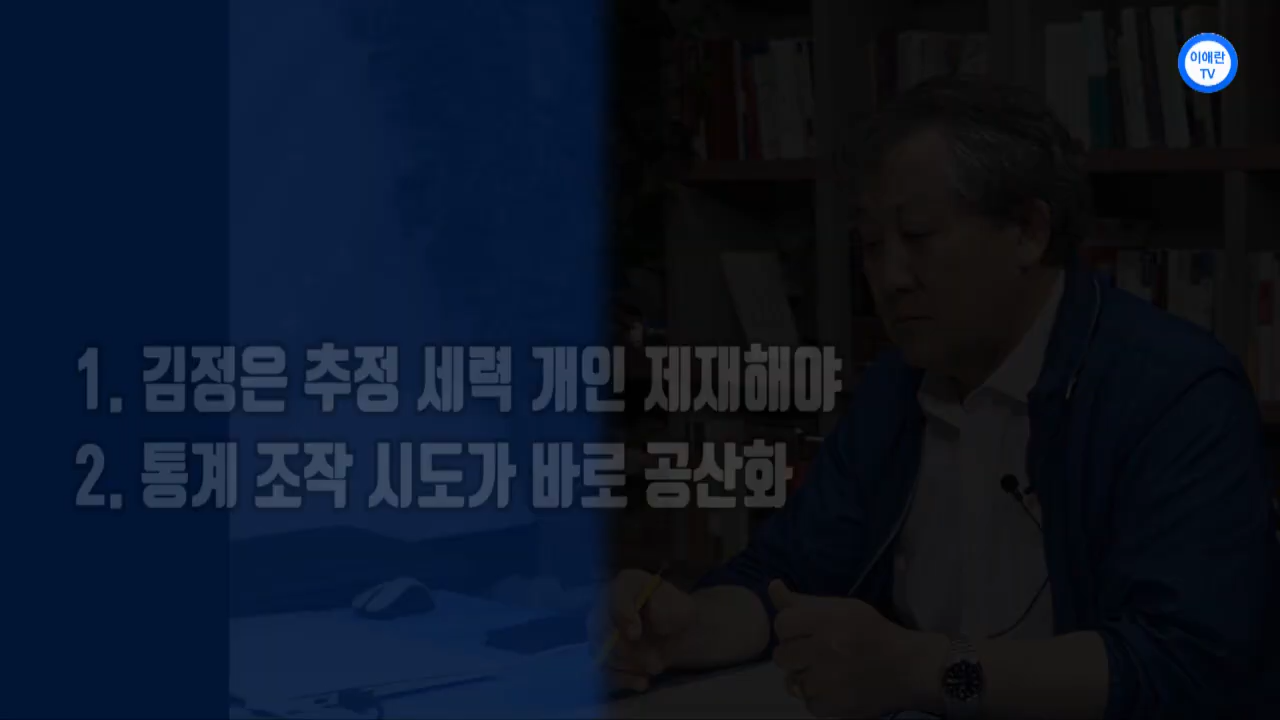 이애란
TV
1. 김정은 추정 세력 개인 제재해야
2. 통계 조작 시도가 바로 공산화